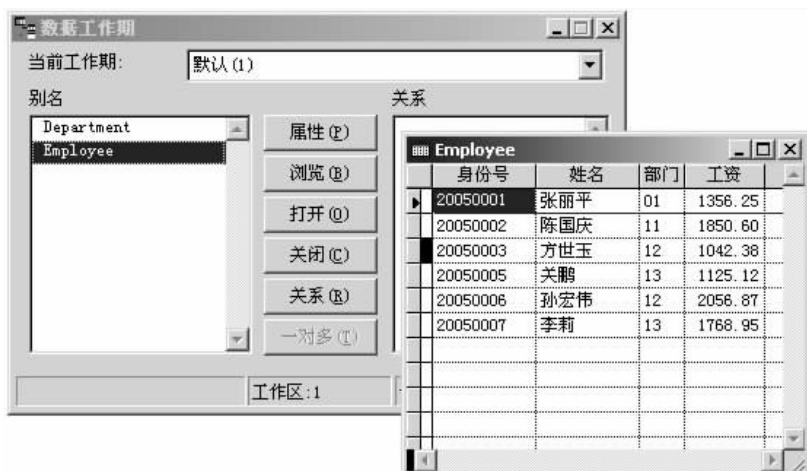 数据工作期
当前工作期: 默认(1)
别名
关系
Department
Employee
属性(P)
浏览(B)
打开(O)
关闭(C)
关系(R)
一对多(T)
工作区:1
Employee
身份号 姓名 部门 工资
20050001 张丽平 01 1356.25
20050002 陈国庆 11 1850.60
20050003 方世玉 12 1042.38
20050005 关鹏 13 1125.12
20050006 孙宏伟 12 2056.87
20050007 李莉 13 1768.95